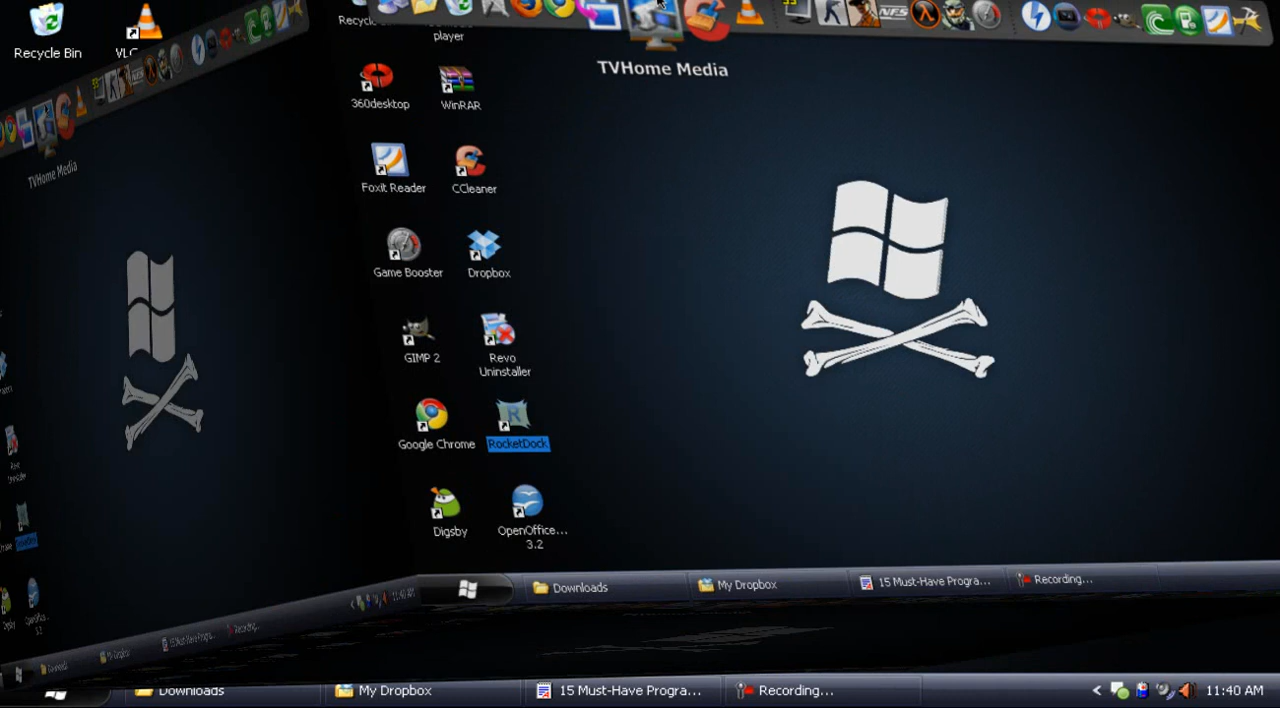 Recycle Bin
VLC
Recycle
player
TVHome Media
360desktop
WinRAR
Foxit Reader
CCleaner
Game Booster
Dropbox
GIMP 2
Revo
Uninstaller
Google Chrome
RocketDock
Digsby
OpenOffice...
3.2
NES
TVHome Media
Downloads
My Dropbox
15 Must-Have Progra...
Recording...
Downloads
My Dropbox
15 Must-Have Progra...
Recording...
11:40 AM